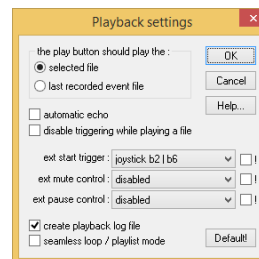 Playback settings
the play button should play the :
selected file
last recorded event file
OK
Cancel
Help...
automatic echo
disable triggering while playing a file
ext start trigger : joystick b2 | b6 !
ext mute control : disabled !
ext pause control : disabled !
create playback log file
seamless loop / playlist mode
Default!